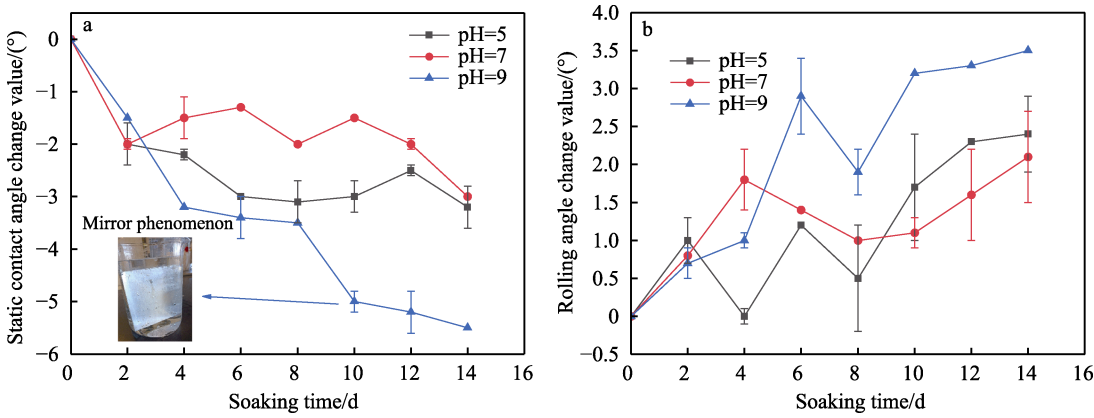 a
pH=5
pH=7
pH=9
0
−1
−2
−3
−4
−5
−6
Static contact angle change value/(°)
Mirror phenomenon
0 2 4 6 8 10 12 14 16
Soaking time/d
b
pH=5
pH=7
pH=9
4.0
3.5
3.0
2.5
2.0
1.5
1.0
0.5
0
−0.5
Rolling angle change value/(°)
0 2 4 6 8 10 12 14 16
Soaking time/d